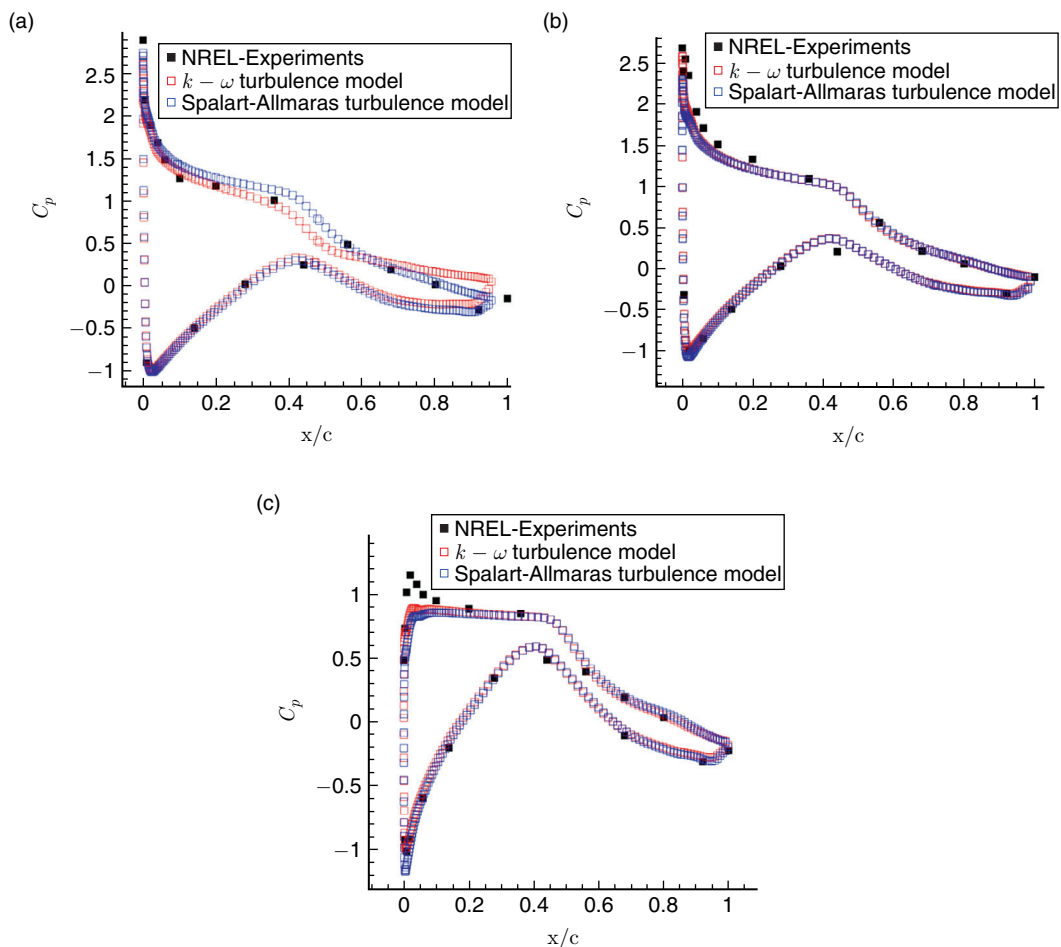 (a)
NREL-Experiments
k − ω turbulence model
Spalart-Allmaras turbulence model
2.5
2
1.5
1
0.5
0
−0.5
−1
C_p
0 0.2 0.4 0.6 0.8 1
x/c
(b)
NREL-Experiments
k − ω turbulence model
Spalart-Allmaras turbulence model
2.5
2
1.5
1
0.5
0
−0.5
−1
C_p
0 0.2 0.4 0.6 0.8 1
x/c
(c)
NREL-Experiments
k − ω turbulence model
Spalart-Allmaras turbulence model
1
0.5
0
−0.5
−1
C_p
0 0.2 0.4 0.6 0.8 1
x/c